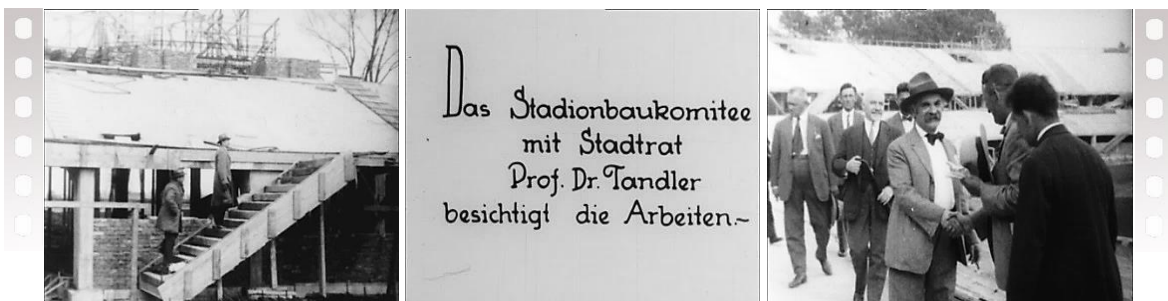 Das Stadionbaukomitee
mit Stadtrat
Prof. Dr. Tandler
besichtigt die Arbeiten.-